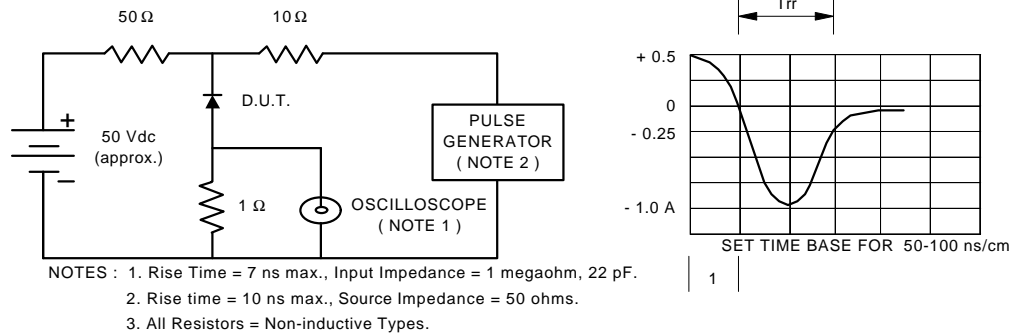 50 Ω
10 Ω
Trr
+ 0.5
0
- 0.25
- 1.0 A
D.U.T.
+
50 Vdc
(approx.)
−
PULSE
GENERATOR
( NOTE 2 )
1 Ω
OSCILLOSCOPE
( NOTE 1 )
SET TIME BASE FOR 50-100 ns/cm
1
NOTES : 1. Rise Time = 7 ns max., Input Impedance = 1 megaohm, 22 pF.
2. Rise time = 10 ns max., Source Impedance = 50 ohms.
3. All Resistors = Non-inductive Types.